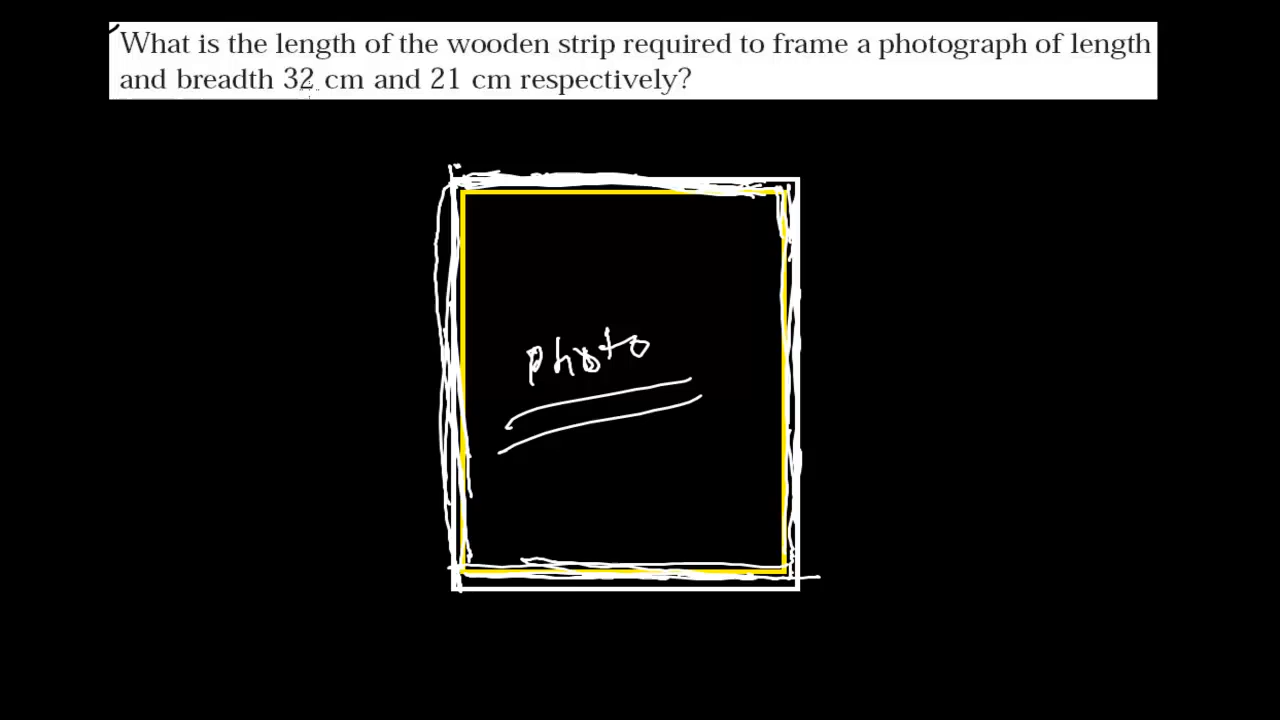 What is the length of the wooden strip required to frame a photograph of length
and breadth 32 cm and 21 cm respectively?
photo